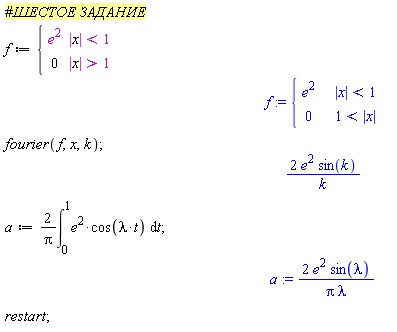 #ШЕСТОЕ ЗАДАНИЕ
f := { e^2 |x| < 1
0 |x| > 1
f := { e^2 |x| < 1
0 1 < |x|
fourier(f, x, k);
2 e^2 sin(k) / k
a := 2/π ∫_0^1 e^2·cos(λ·t) dt;
a := 2 e^2 sin(λ) / π λ
restart;